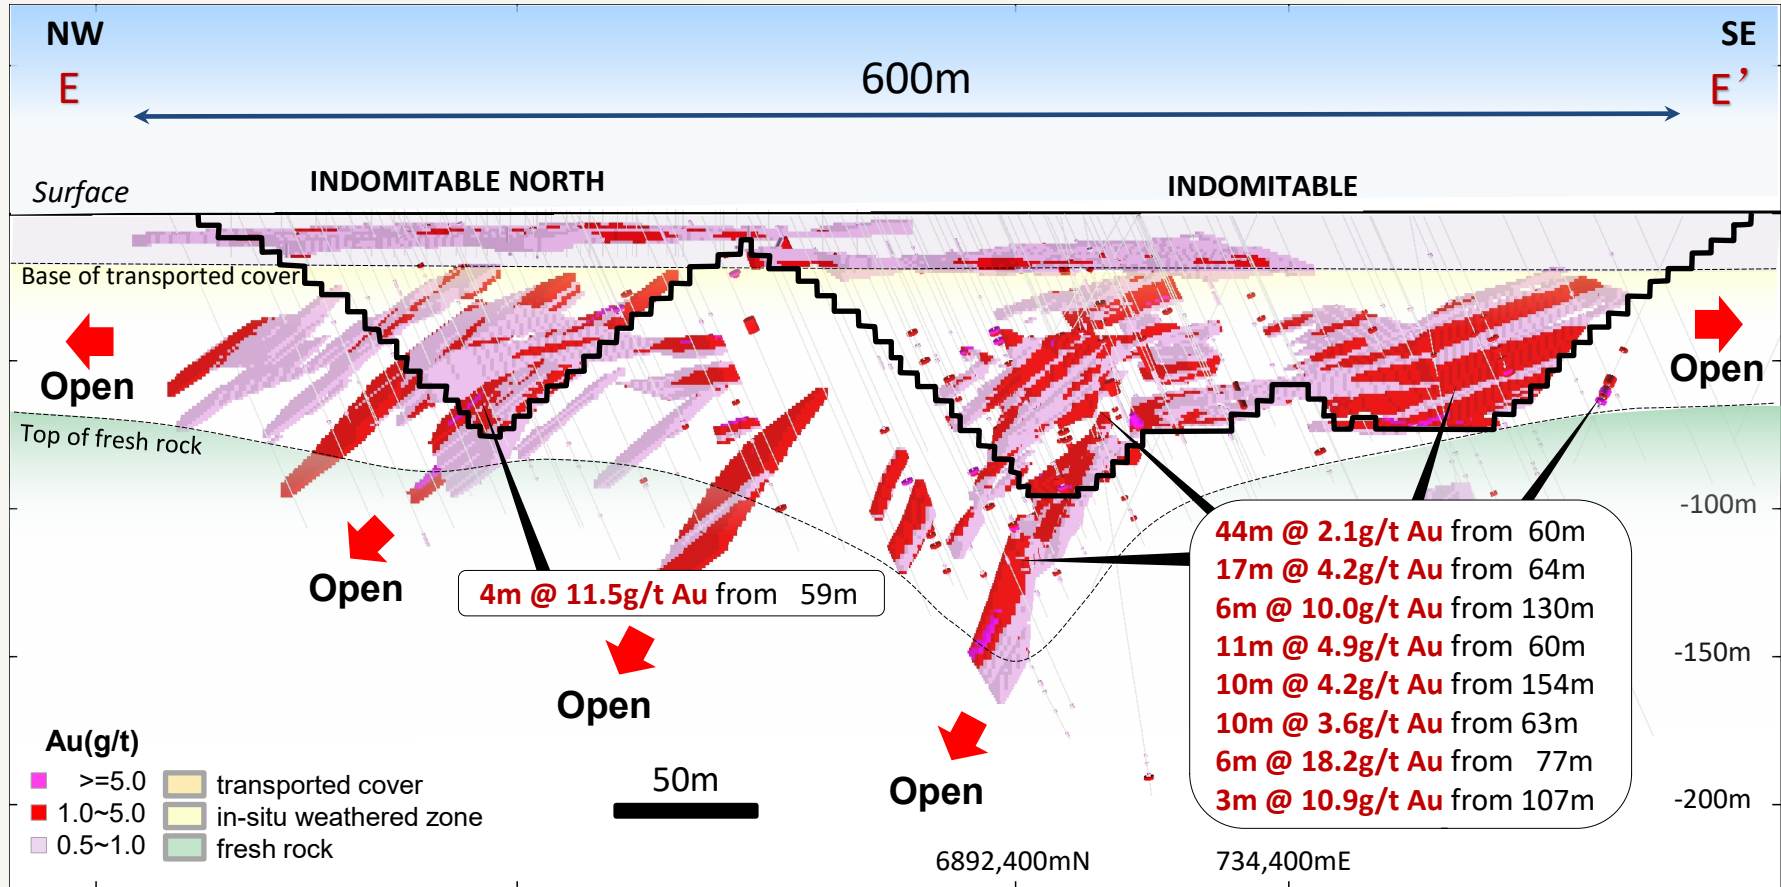 NW
SE
E
E’
600m
INDOMITABLE NORTH
INDOMITABLE
Surface
Base of transported cover
Open
Open
Top of fresh rock
-100m
Open
4m @ 11.5g/t Au from 59m
44m @ 2.1g/t Au from 60m
17m @ 4.2g/t Au from 64m
6m @ 10.0g/t Au from 130m
11m @ 4.9g/t Au from 60m
10m @ 4.2g/t Au from 154m
10m @ 3.6g/t Au from 63m
6m @ 18.2g/t Au from 77m
3m @ 10.9g/t Au from 107m
-150m
Open
Open
-200m
Au(g/t)
>=5.0
1.0~5.0
0.5~1.0
transported cover
in-situ weathered zone
fresh rock
50m
6892,400mN
734,400mE